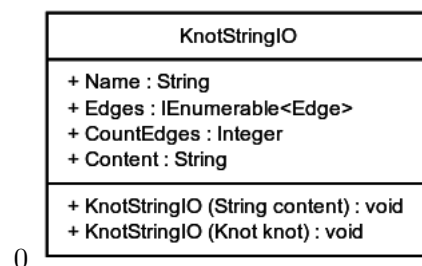 KnotStringIO
+ Name : String
+ Edges : IEnumerable<Edge>
+ CountEdges : Integer
+ Content : String
+ KnotStringIO (String content) : void
+ KnotStringIO (Knot knot) : void
0